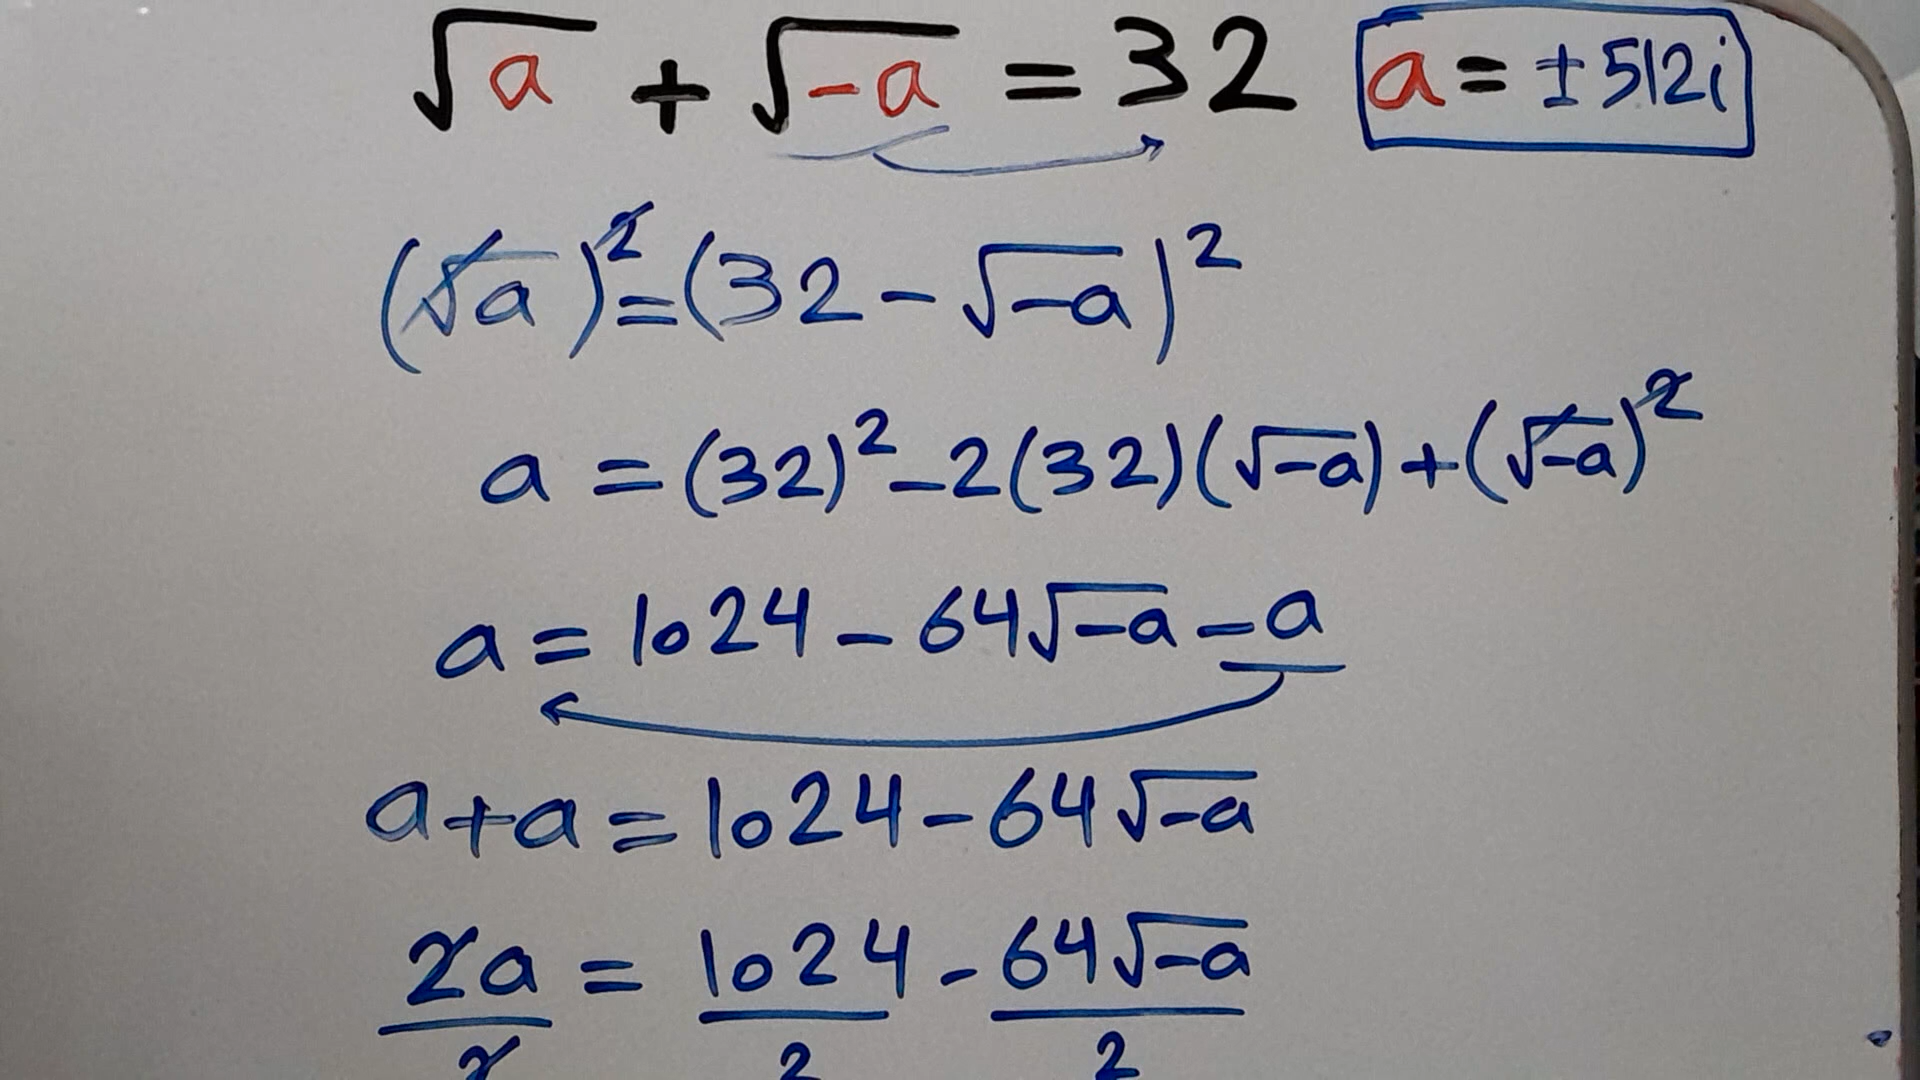 √a + √-a = 32 a = ±512i
(√a)² = (32 - √-a)²
a = (32)² - 2(32)(√-a) + (√-a)²
a = 1024 - 64√-a - a
a + a = 1024 - 64√-a
2a/2 = 1024/2 - 64√-a/2